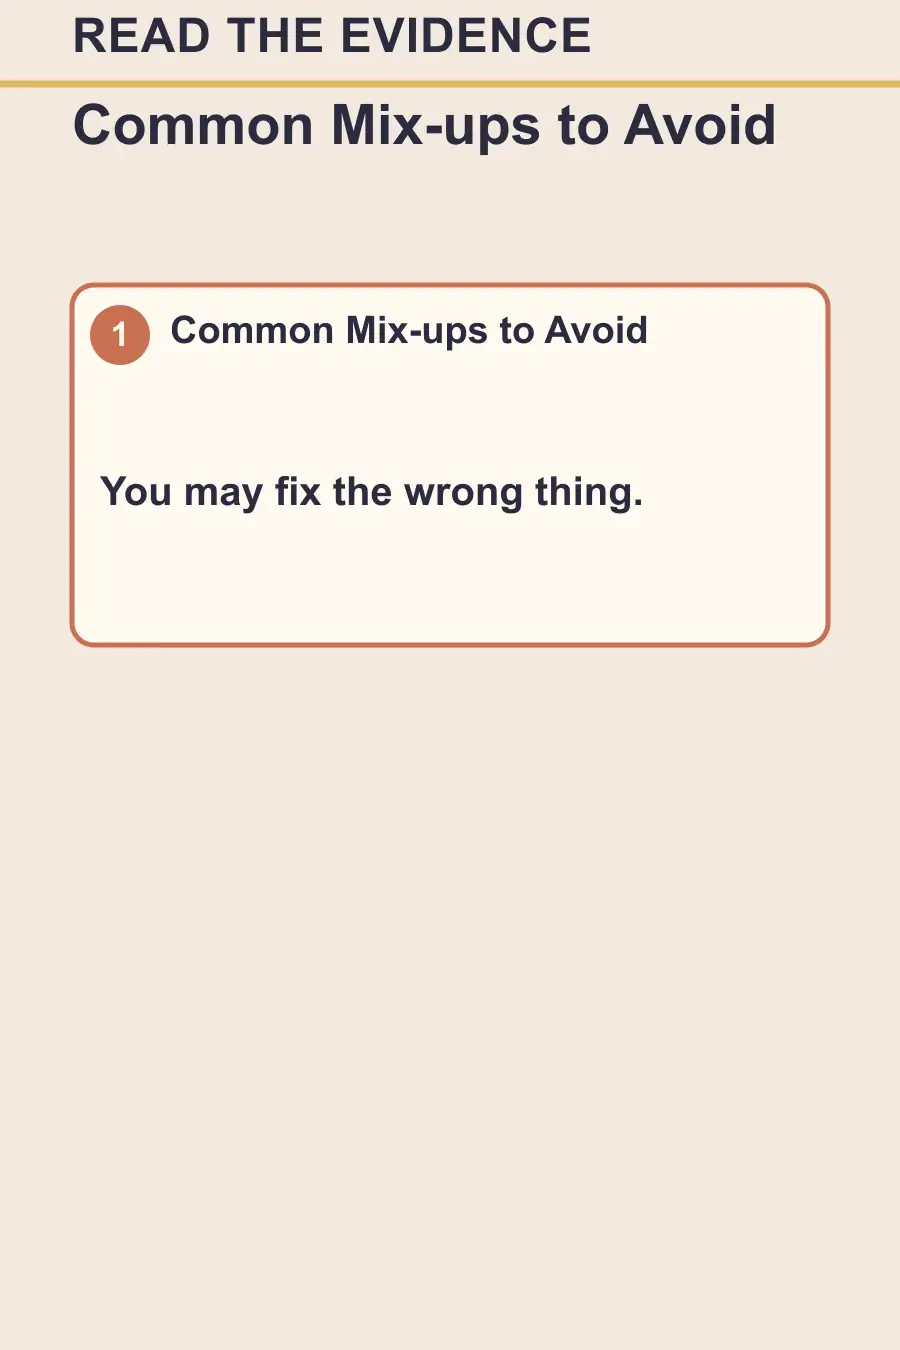 READ THE EVIDENCE
Common Mix-ups to Avoid
1 Common Mix-ups to Avoid
You may fix the wrong thing.